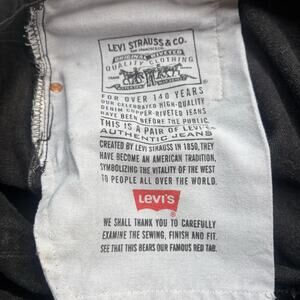 LEVI STRAUSS & CO.
SAN FRANCISCO
ORIGINAL RIVETED
QUALITY CLOTHING
TRADE
MARK
FOR OVER 140 YEARS
OUR CELEBRATED HIGH-QUALITY
DENIM COPPER-RIVETED JEANS
HAVE BEEN BEFORE THE PUBLIC.
THIS IS A PAIR OF LEVI'S
AUTHENTIC JEANS
CREATED BY LEVI STRAUSS IN 1850, THEY
HAVE BECOME AN AMERICAN TRADITION,
SYMBOLIZING THE VITALITY OF THE WEST
TO PEOPLE ALL OVER THE WORLD.
LEVI'S
WE SHALL THANK YOU TO CAREFULLY
EXAMINE THE SEWING, FINISH AND FIT.
SEE THAT THIS BEARS OUR FAMOUS RED TAB.